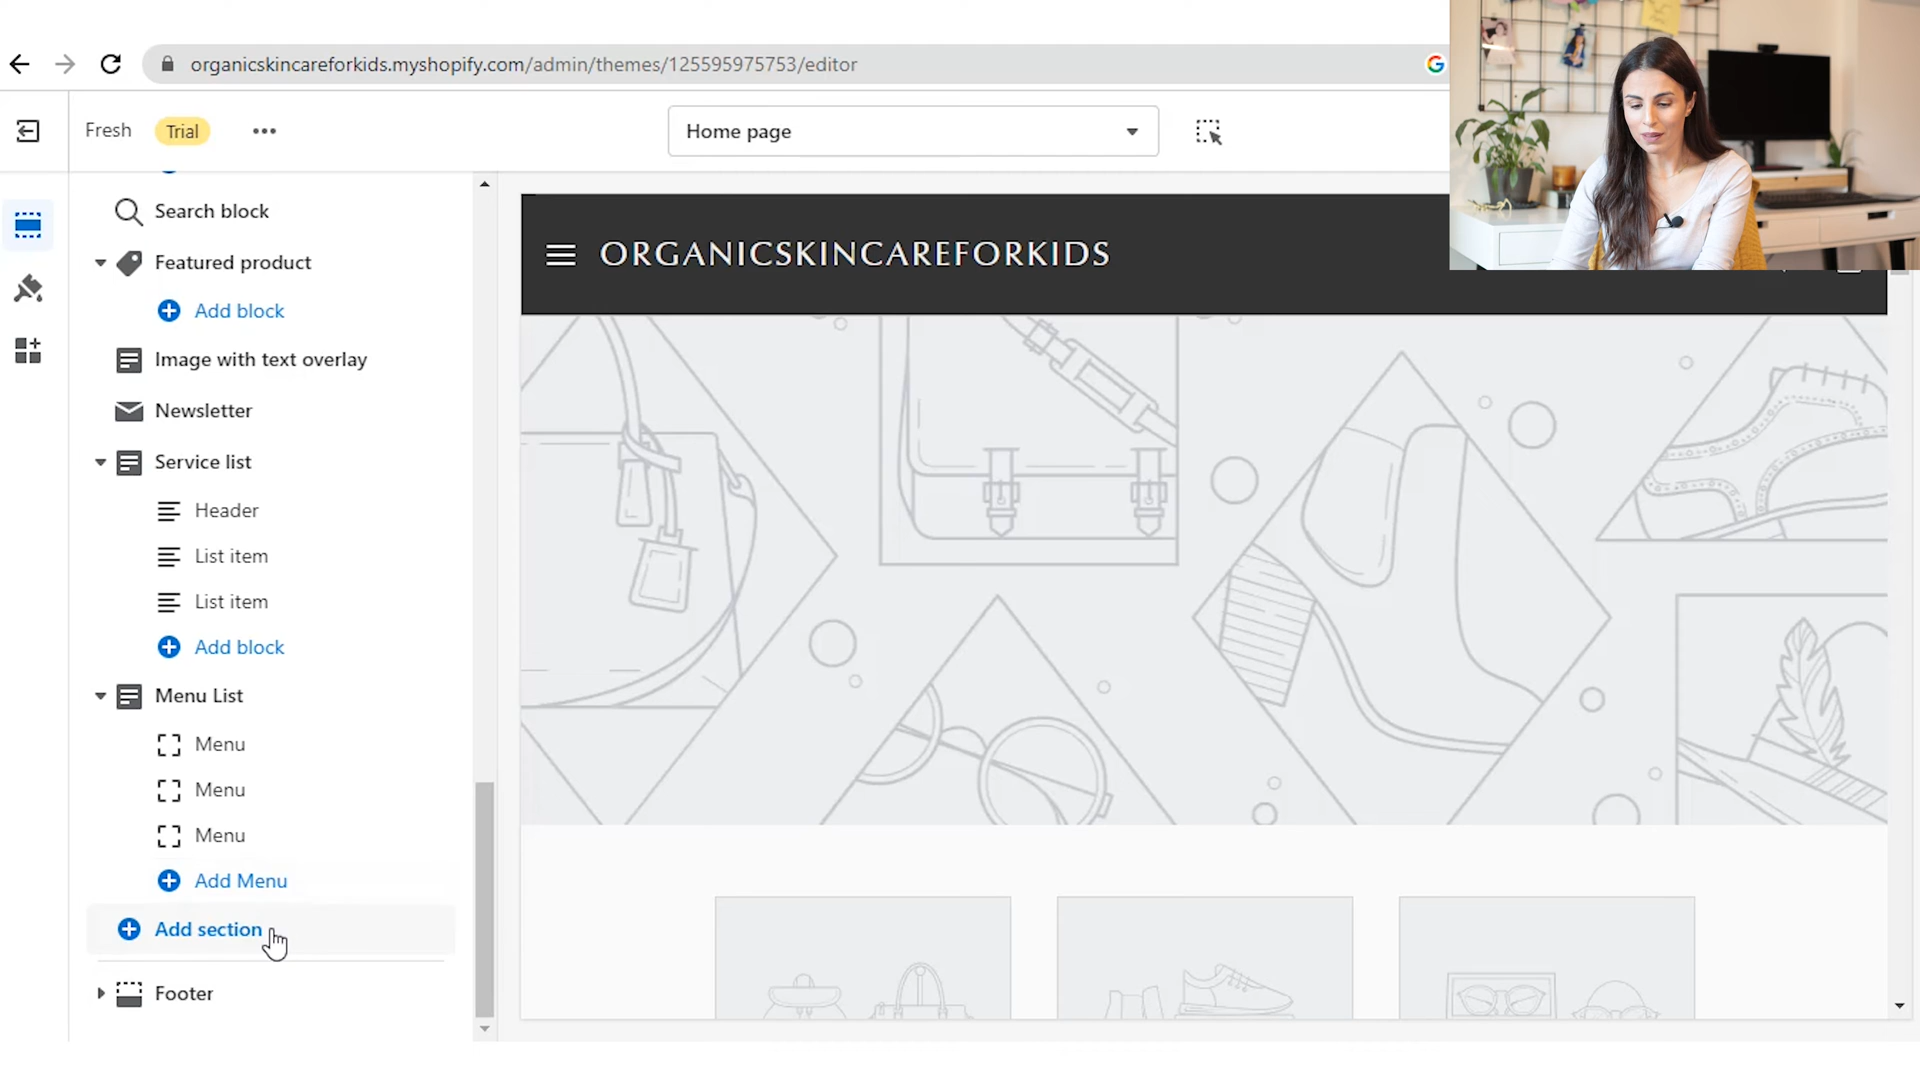 organicskincareforkids.myshopify.com/admin/themes/125595975753/editor
Fresh Trial
Home page
Search block
Featured product
Add block
Image with text overlay
Newsletter
Service list
Header
List item
List item
Add block
Menu List
Menu
Menu
Menu
Add Menu
Add section
Footer
ORGANICSKINCAREFORKIDS